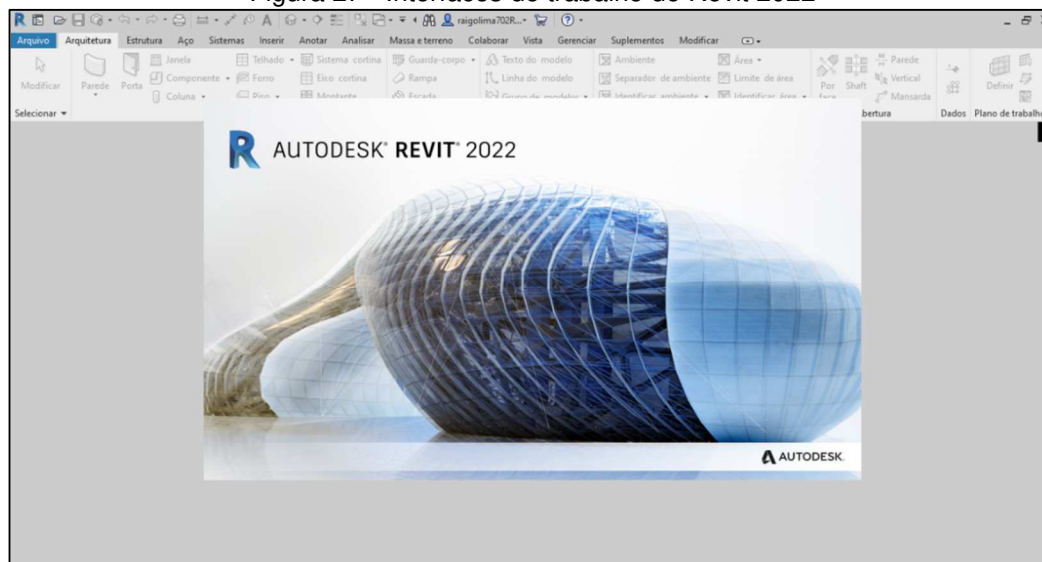 Figura 27 - Interfaces de trabalho do Revit 2022
raigolima702R...
Arquivo Arquitetura Estrutura Aço Sistemas Inserir Anotar Analisar Massa e terreno Colaborar Vista Gerenciar Suplementos Modificar
Janela Telhado Sistema cortina Guarda-corpo Texto do modelo Ambiente Área Parede
Modificar Parede Porta Componente Forro Eixo cortina Rampa Linha do modelo Separador de ambiente Limite de área Por face Shaft Vertical Definir
Coluna Piso Montante Escada Grupo de modelos Identificar ambiente Identificar área Mansarda
Selecionar bertura Dados Plano de trabalho
AUTODESK® REVIT® 2022
AUTODESK.